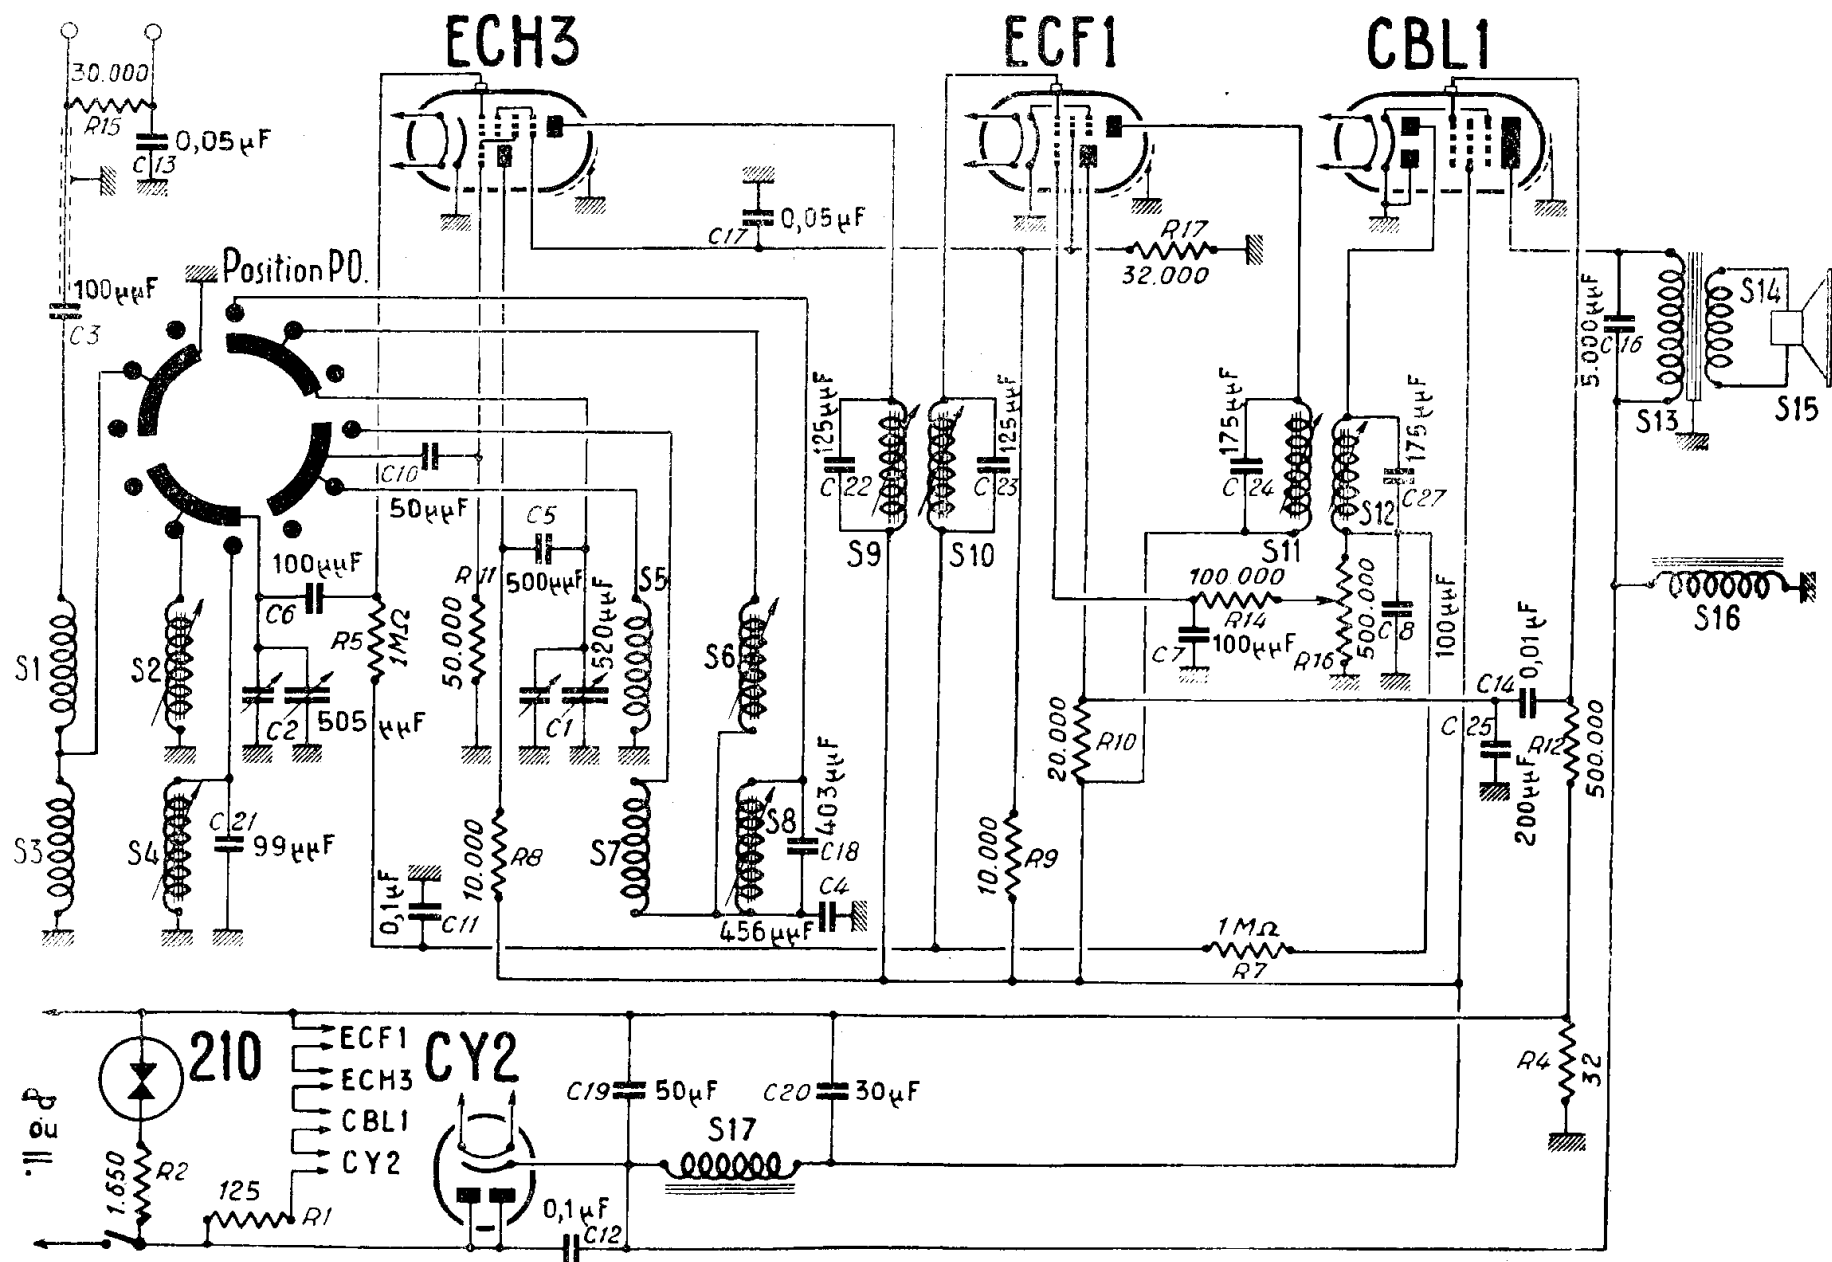 ECH3
ECF1
CBL1
30.000
R15
0,05µF
C13
C17
0,05µF
R17
32.000
Position PO.
100µµF
C3
5.000µµF
C16
S14
S13
S15
125µµF
C22
125µµF
C23
175µµF
C24
175µµF
C27
C10
50µµF
C5
500µµF
S9
S10
S11
S12
100µµF
C6
R5
1MΩ
R11
50.000
520µµF
S5
S6
100.000
R14
C7
100µµF
500.000
R16
C8
100µµF
S16
S1
S2
C2
505µµF
C1
C14
0,01µF
C25
200µµF
R12
500.000
20.000
R10
S3
S4
C21
99µµF
0,1µF
C11
10.000
R8
S7
S8
403µµF
C18
C4
456µµF
10.000
R9
1MΩ
R7
210
ECF1
ECH3
CBL1
CY2
CY2
C19
50µF
C20
30µF
S17
R4
32
ou
1.650
R2
125
R1
0,1µF
C12